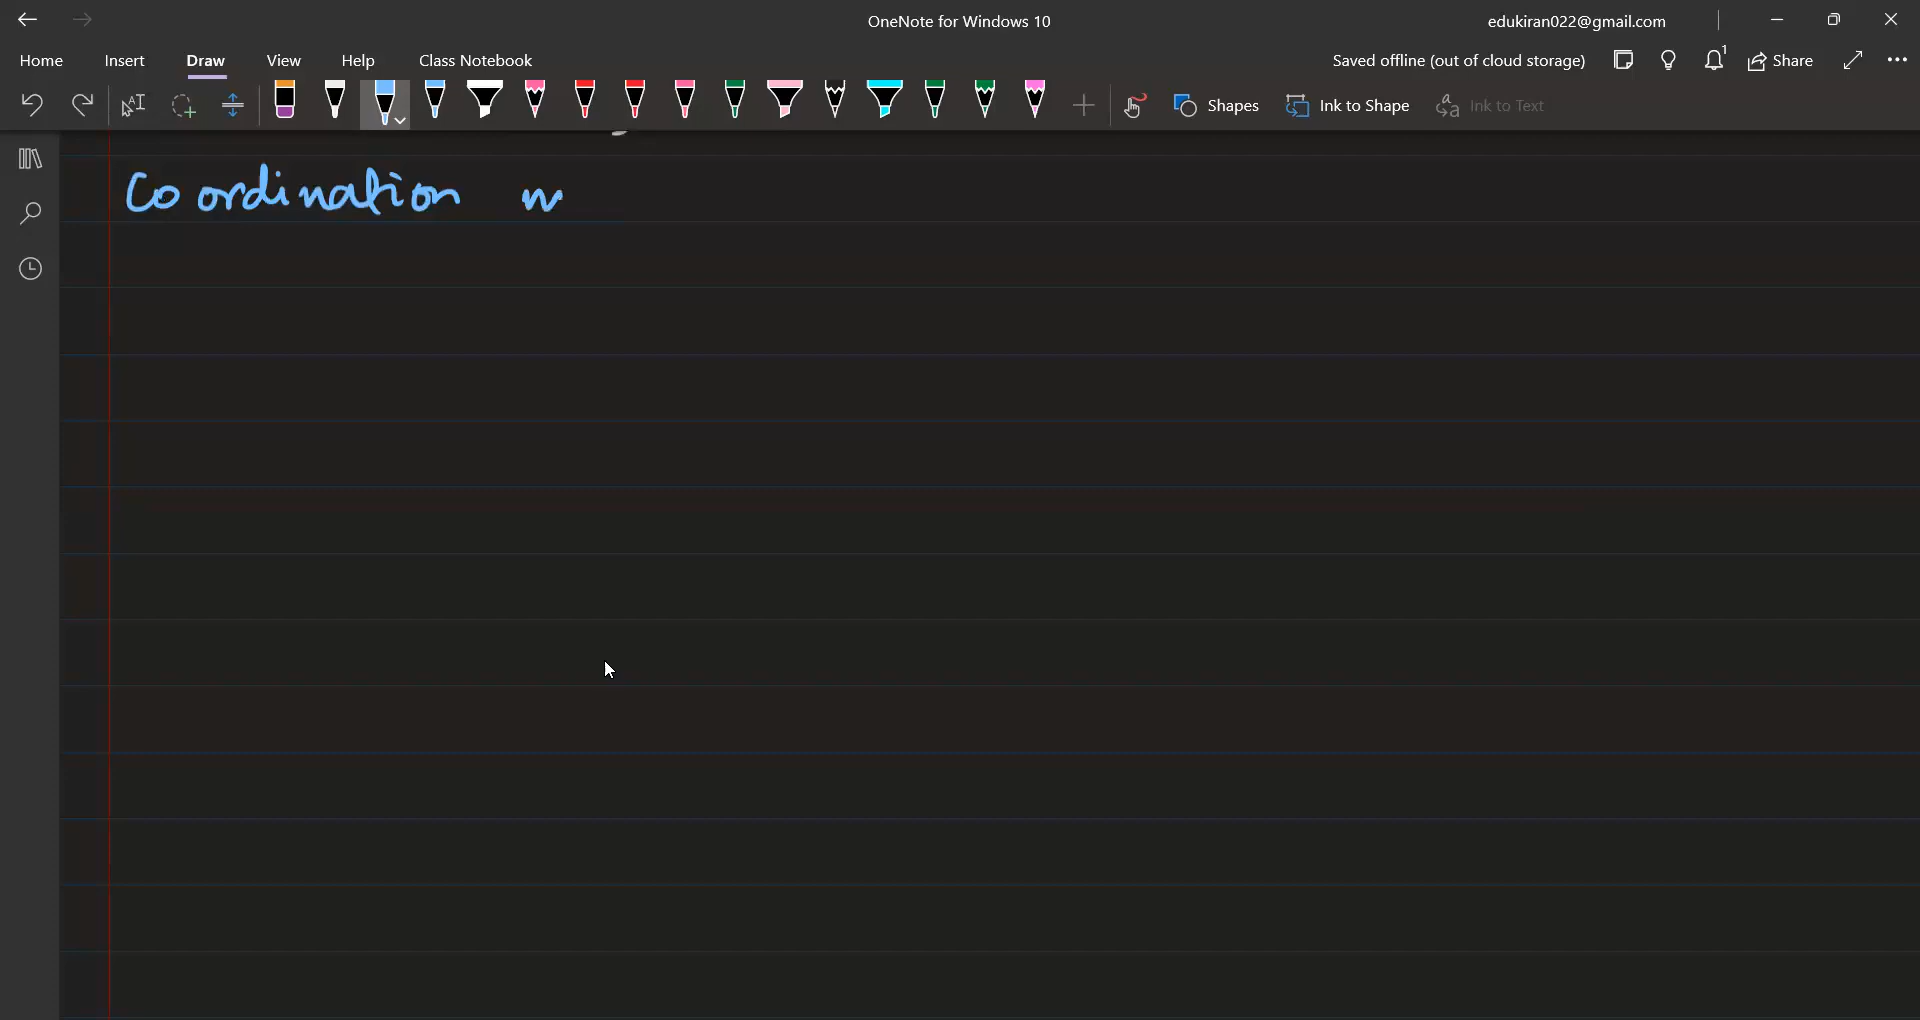 OneNote for Windows 10
edukiran022@gmail.com
Home Insert Draw View Help Class Notebook
Saved offline (out of cloud storage)
1
Share
Shapes
Ink to Shape
Ink to Text
Co ordination